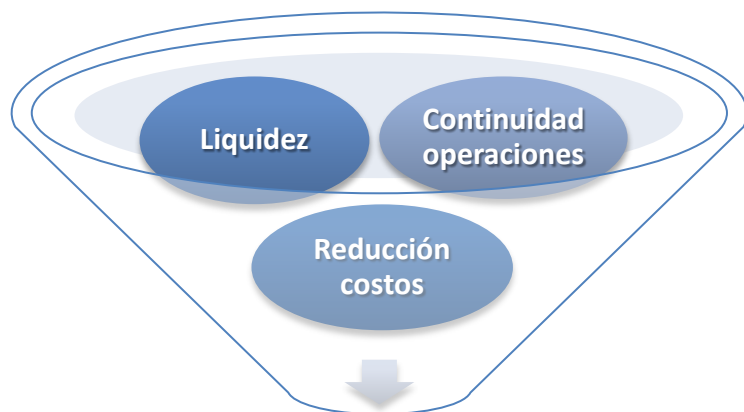 Liquidez
Continuidad
operaciones
Reducción
costos